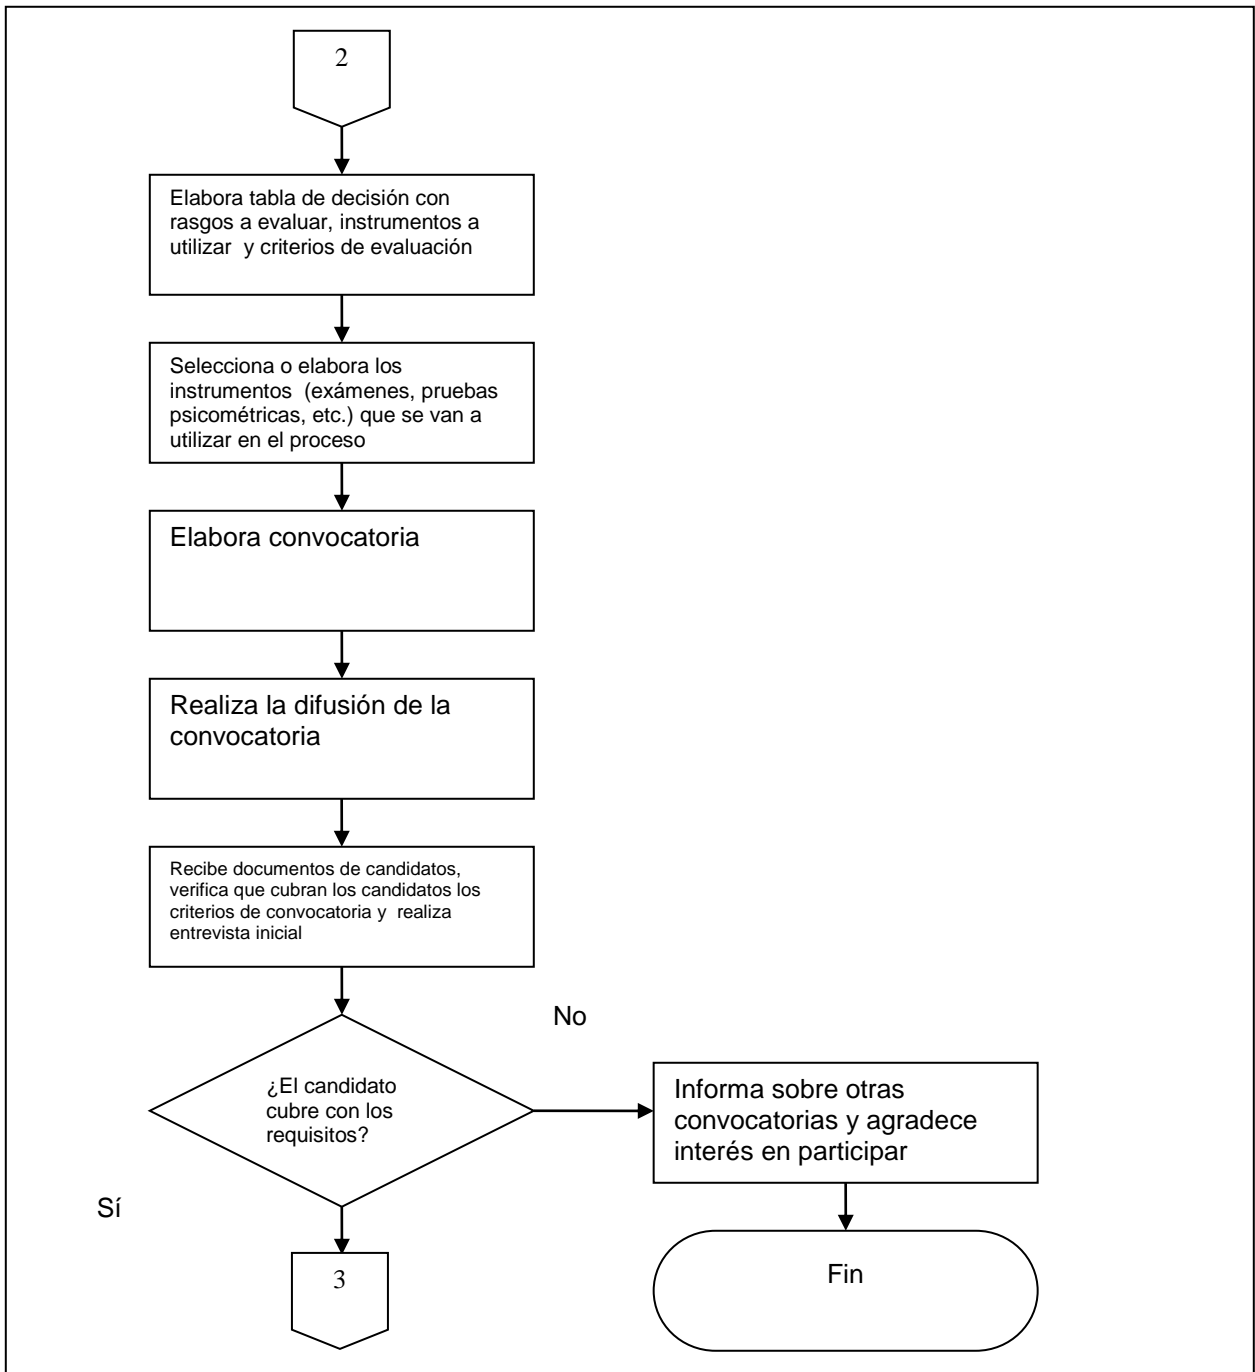 2
Elabora tabla de decisión con
rasgos a evaluar, instrumentos a
utilizar  y criterios de evaluación
Selecciona o elabora los
instrumentos  (exámenes, pruebas
psicométricas, etc.) que se van a
utilizar en el proceso
Elabora convocatoria
Realiza la difusión de la
convocatoria
Recibe documentos de candidatos,
verifica que cubran los candidatos los
criterios de convocatoria y  realiza
entrevista inicial
No
¿El candidato
cubre con los
requisitos?
Informa sobre otras
convocatorias y agradece
interés en participar
Sí
3
Fin